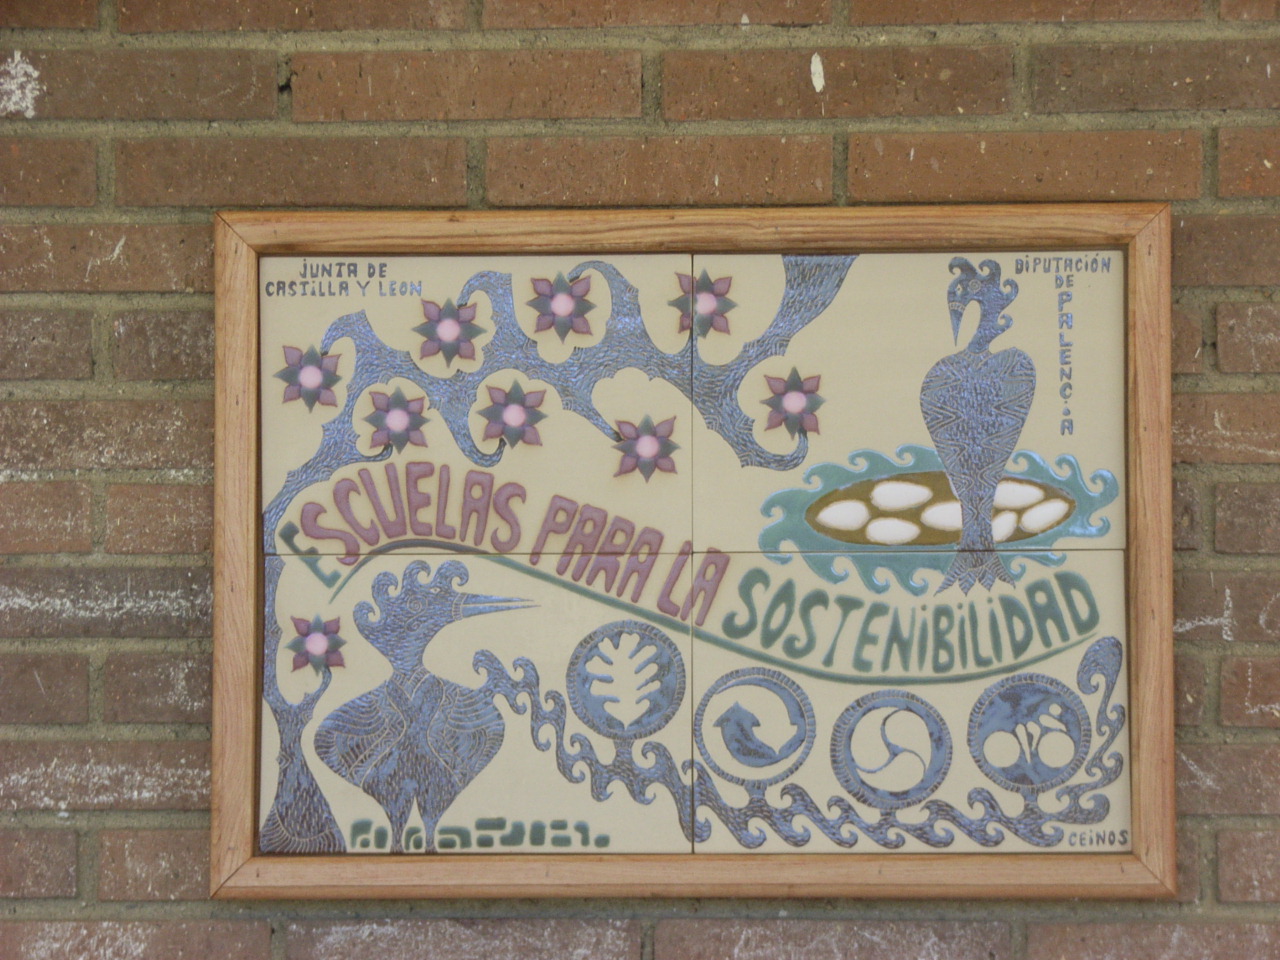 JUNTA DE
CASTILLA Y LEON
DIPUTACIÓN
DE
PALENCIA
ESCUELAS PARA LA
SOSTENIBILIDAD
CEINOS